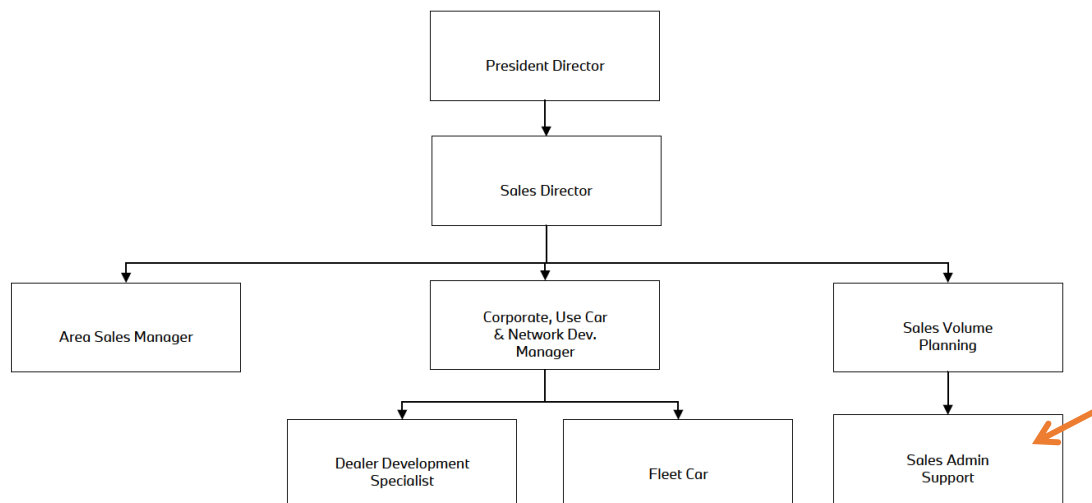 President Director
Sales Director
Area Sales Manager
Corporate, Use Car
& Network Dev.
Manager
Sales Volume
Planning
Dealer Development
Specialist
Fleet Car
Sales Admin
Support